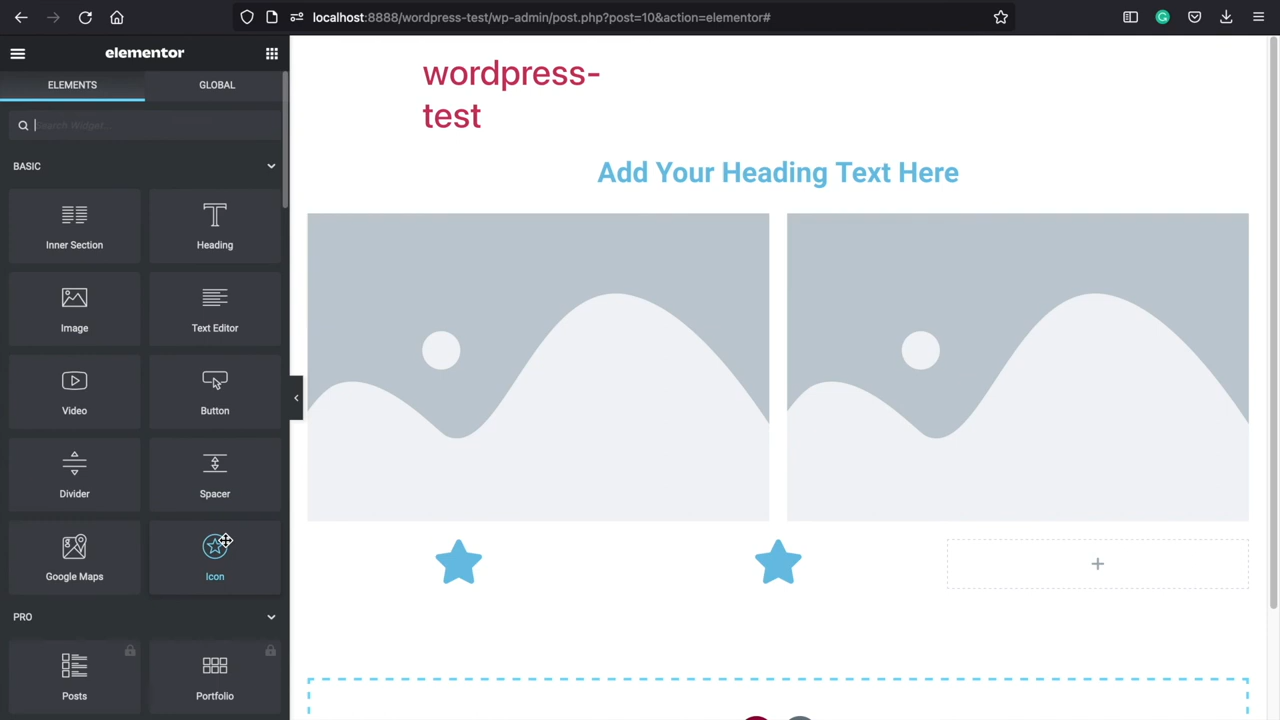 localhost:8888/wordpress-test/wp-admin/post.php?post=10&action=elementor#
elementor
ELEMENTS
GLOBAL
Search Widget...
BASIC
Inner Section
Heading
Image
Text Editor
Video
Button
Divider
Spacer
Google Maps
Icon
PRO
Posts
Portfolio
wordpress-
test
Add Your Heading Text Here